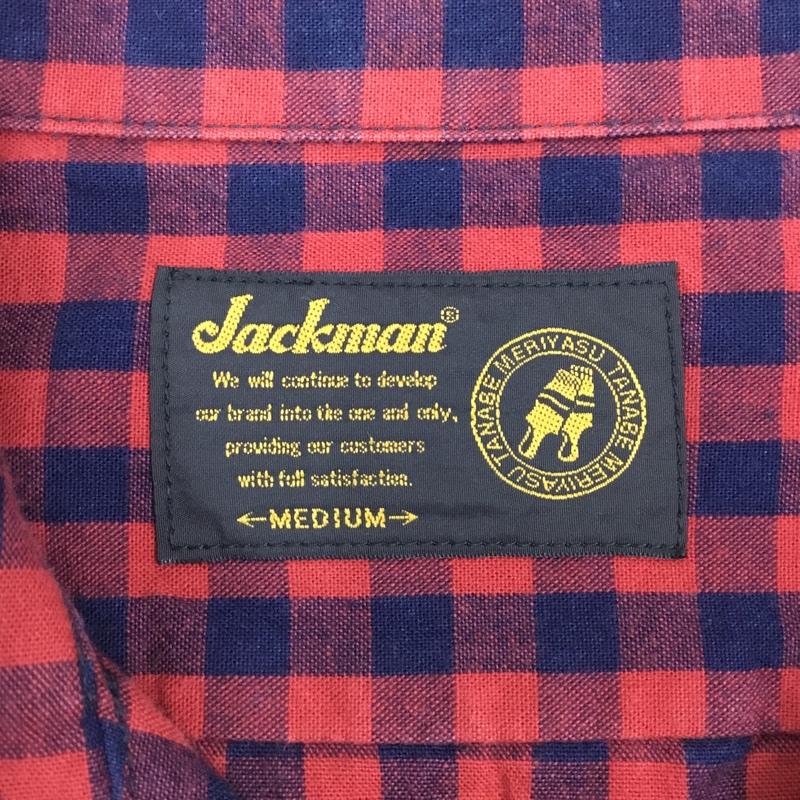 Jackman®
We will continue to develop
our brand into the one and only,
providing our customers
with full satisfaction.
←MEDIUM→
TANABE MERIYASU TANABE MERIYASU